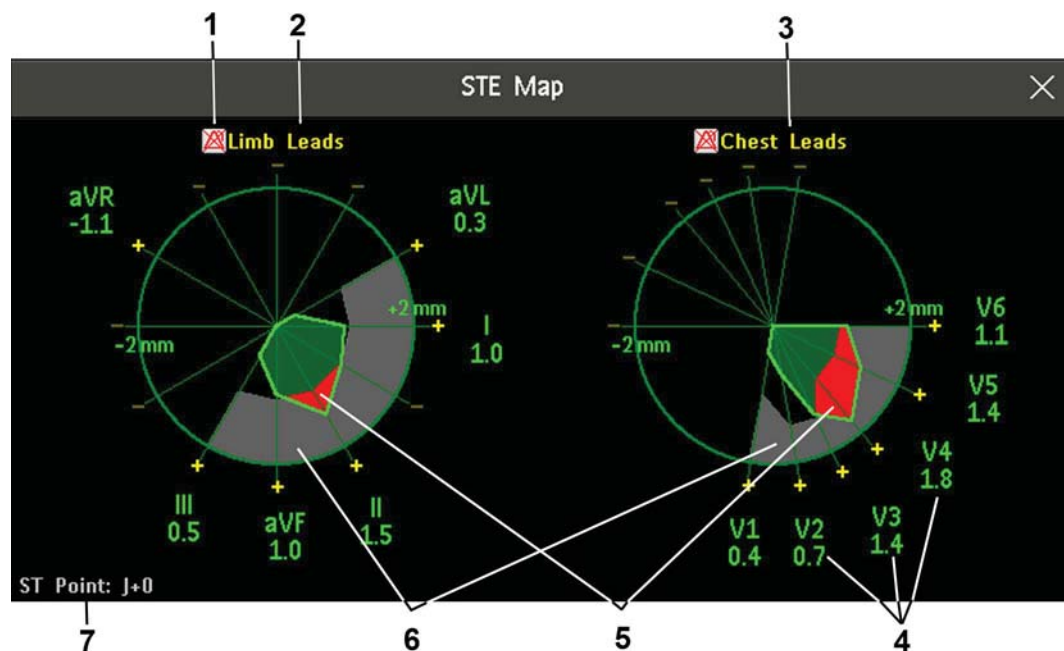 1 2 3
STE Map
Limb Leads
Chest Leads
aVR
-1.1
aVL
0.3
-2 mm
+2 mm
I
1.0
III
0.5
aVF
1.0
II
1.5
-2 mm
+2 mm
V6
1.1
V5
1.4
V4
1.8
V3
1.4
V2
0.7
V1
0.4
ST Point: J+0
7 6 5 4